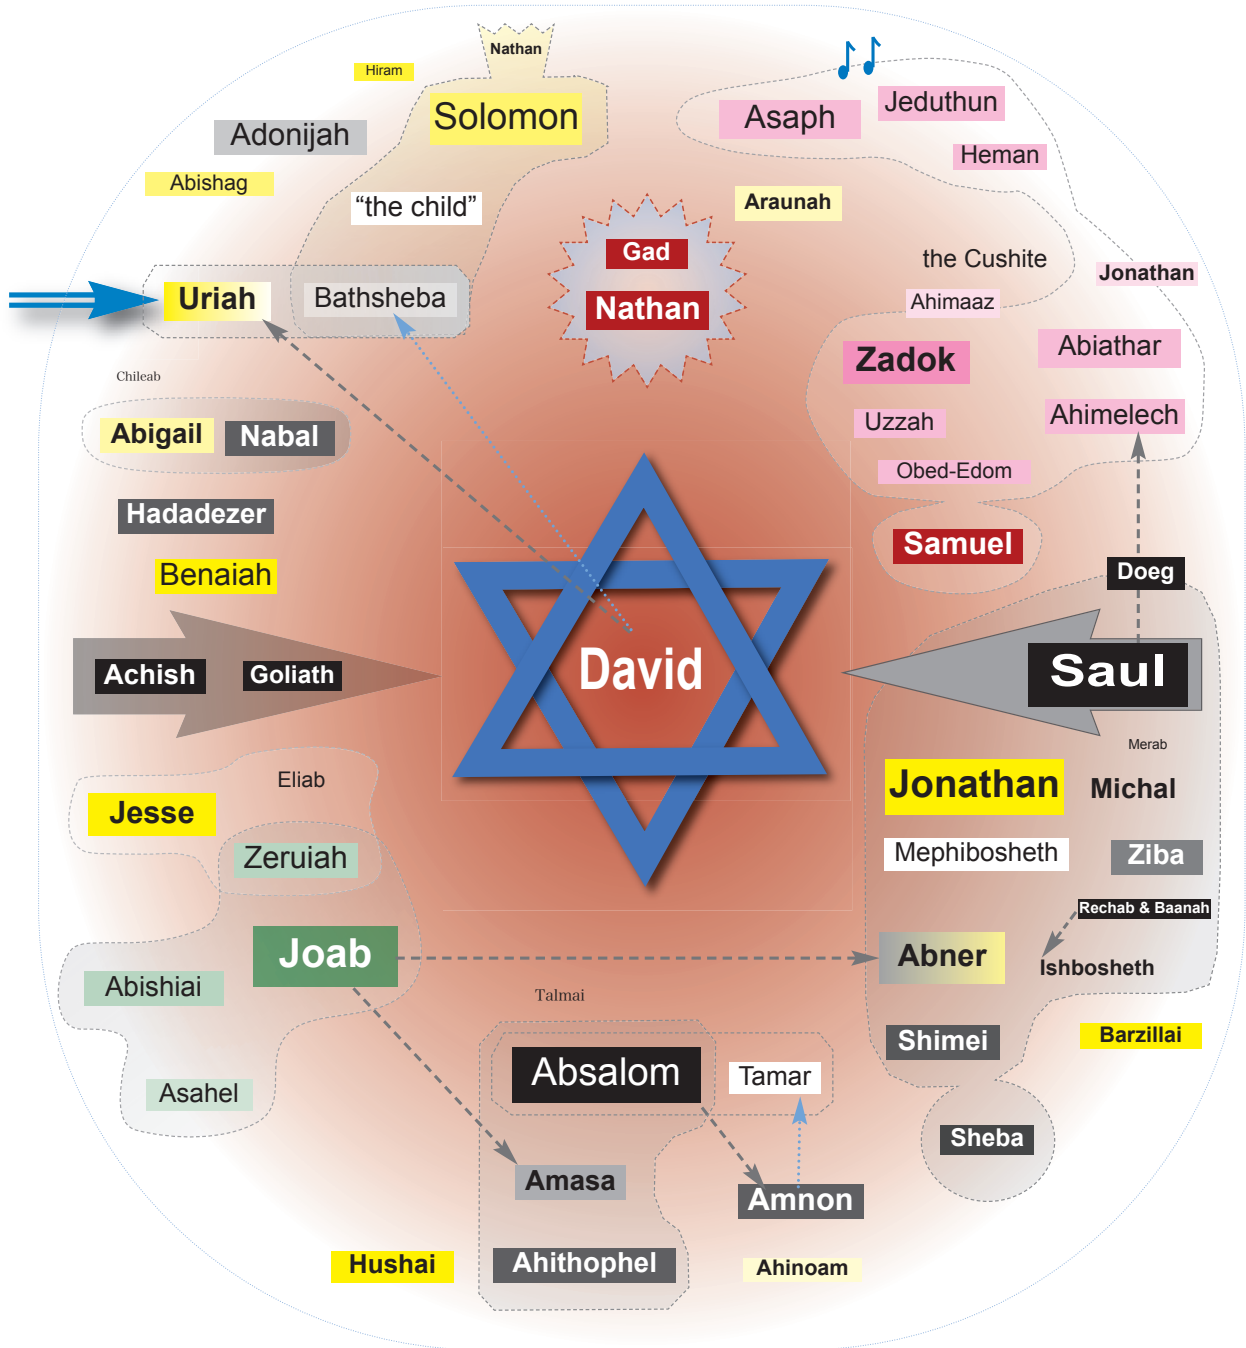 Nathan
Hiram
Solomon
Asaph
Jeduthun
Adonijah
Heman
Abishag
"the child"
Araunah
Gad
the Cushite
Jonathan
Uriah
Bathsheba
Nathan
Ahimaaz
Zadok
Abiathar
Chileab
Abigail
Nabal
Uzzah
Ahimelech
Obed-Edom
Hadadezer
Samuel
Benaiah
Doeg
Achish
Goliath
David
Saul
Merab
Eliab
Jonathan
Michal
Jesse
Zeruiah
Mephibosheth
Ziba
Rechab & Baanah
Joab
Abner
Ishbosheth
Abishiai
Talmai
Shimei
Barzillai
Absalom
Tamar
Asahel
Sheba
Amasa
Amnon
Hushai
Ahithophel
Ahinoam